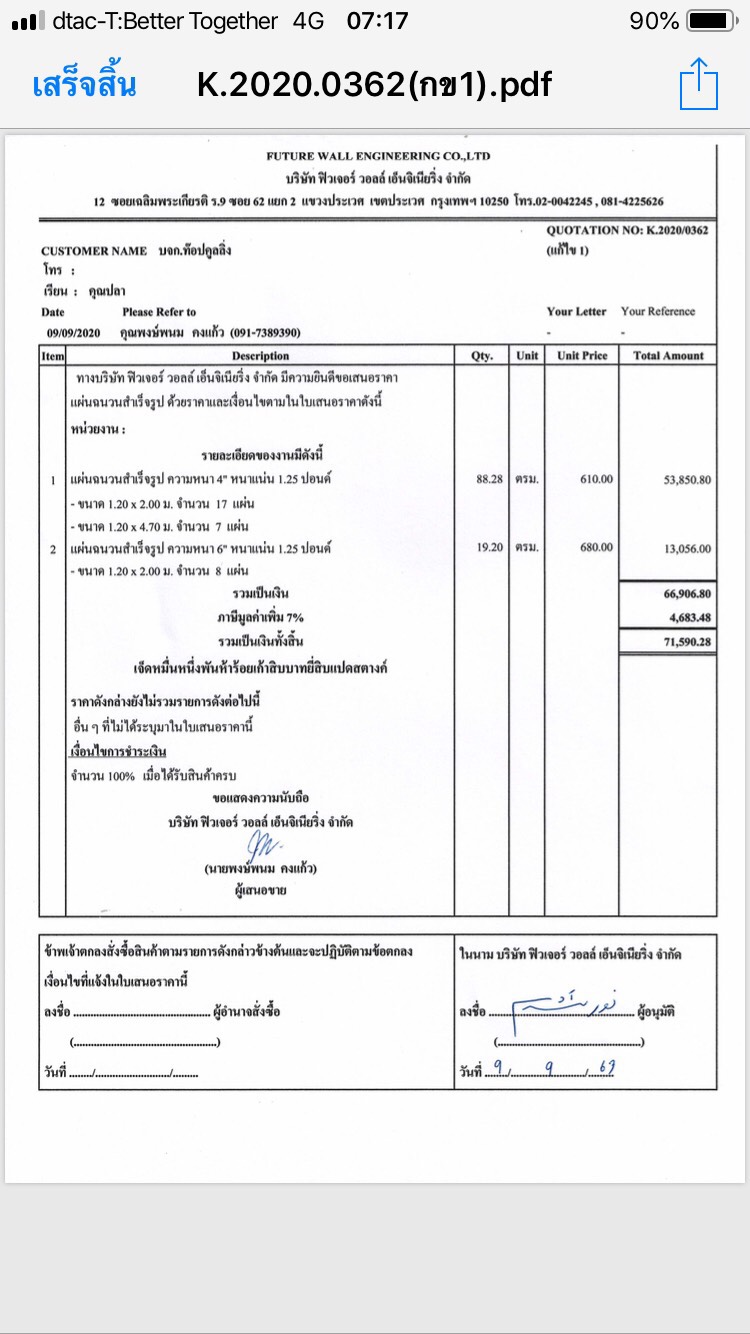 dtac-T:Better Together 4G 07:17 90%
เสร็จสิ้น K.2020.0362(กข1).pdf
FUTURE WALL ENGINEERING CO.,LTD
บริษัท ฟิวเจอร์ วอลล์ เอ็นจิเนียริ่ง จำกัด
12 ซอยเฉลิมพระเกียรติ ร.9 ซอย 62 แยก 2 แขวงประเวศ เขตประเวศ กรุงเทพฯ 10250 โทร.02-0042245 , 081-4225626
QUOTATION NO: K.2020/0362
CUSTOMER NAME บจก.ท๊อปคูลลิ่ง (แก้ไข 1)
โทร :
เรียน : คุณปลา
Date Please Refer to Your Letter Your Reference
09/09/2020 คุณพงษ์พนม คงแก้ว (091-7389390) - -
Item Description Qty. Unit Unit Price Total Amount
ทางบริษัท ฟิวเจอร์ วอลล์ เอ็นจิเนียริ่ง จำกัด มีความยินดีขอเสนอราคา
แผ่นฉนวนสำเร็จรูป ด้วยราคาและเงื่อนไขตามในใบเสนอราคาดังนี้
หน่วยงาน :
รายละเอียดของงานมีดังนี้
1 แผ่นฉนวนสำเร็จรูป ความหนา 4" หนาแน่น 1.25 ปอนด์ 88.28 ตรม. 610.00 53,850.80
- ขนาด 1.20 x 2.00 ม. จำนวน 17 แผ่น
- ขนาด 1.20 x 4.70 ม. จำนวน 7 แผ่น
2 แผ่นฉนวนสำเร็จรูป ความหนา 6" หนาแน่น 1.25 ปอนด์ 19.20 ตรม. 680.00 13,056.00
- ขนาด 1.20 x 2.00 ม. จำนวน 8 แผ่น
รวมเป็นเงิน 66,906.80
ภาษีมูลค่าเพิ่ม 7% 4,683.48
รวมเป็นเงินทั้งสิ้น 71,590.28
เจ็ดหมื่นหนึ่งพันห้าร้อยเก้าสิบบาทยี่สิบแปดสตางค์
ราคาดังกล่าวยังไม่รวมรายการดังต่อไปนี้
อื่น ๆ ที่ไม่ได้ระบุมาในใบเสนอราคานี้
เงื่อนไขการชำระเงิน
จำนวน 100% เมื่อได้รับสินค้าครบ
ขอแสดงความนับถือ
บริษัท ฟิวเจอร์ วอลล์ เอ็นจิเนียริ่ง จำกัด
(นายพงษ์พนม คงแก้ว)
ผู้เสนอขาย
ข้าพเจ้าตกลงสั่งซื้อสินค้าตามรายการดังกล่าวข้างต้นและจะปฏิบัติตามข้อตกลง
เงื่อนไขที่แจ้งในใบเสนอราคานี้
ลงชื่อ ........................................ ผู้อำนาจสั่งซื้อ
(..........................................)
วันที่ ......./....................../.......
ในนาม บริษัท ฟิวเจอร์ วอลล์ เอ็นจิเนียริ่ง จำกัด
ลงชื่อ ........................................ ผู้อนุมัติ
(..........................................)
วันที่ 9 / 9 / 63